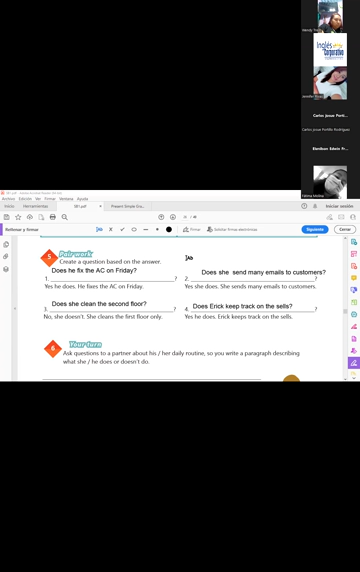 Inglés
Corporativo
Carlos Josue Porti...
Carlos Josue Portillo Rodriguez
Fatima Molina
Archivo Edición Ver Firmar Ventana Ayuda
Inicio Herramientas SB1.pdf Present Simple Gra... Iniciar sesión
Rellenar y firmar Firmar Solicitar firmas electrónicas Siguiente Cerrar
5 Pair work
Create a question based on the answer.
Does he fix the AC on Friday?
1. ?
Yes he does. He fixes the AC on Friday.
Does she send many emails to customers?
2. ?
Yes she does. She sends many emails to customers.
Does she clean the second floor?
3. ?
No, she doesn't. She cleans the first floor only.
Does Erick keep track on the sells?
4. ?
Yes he does. Erick keeps track on the sells.
6. Your turn
Ask questions to a partner about his / her daily routine, so you write a paragraph describing
what she / he does or doesn't do.